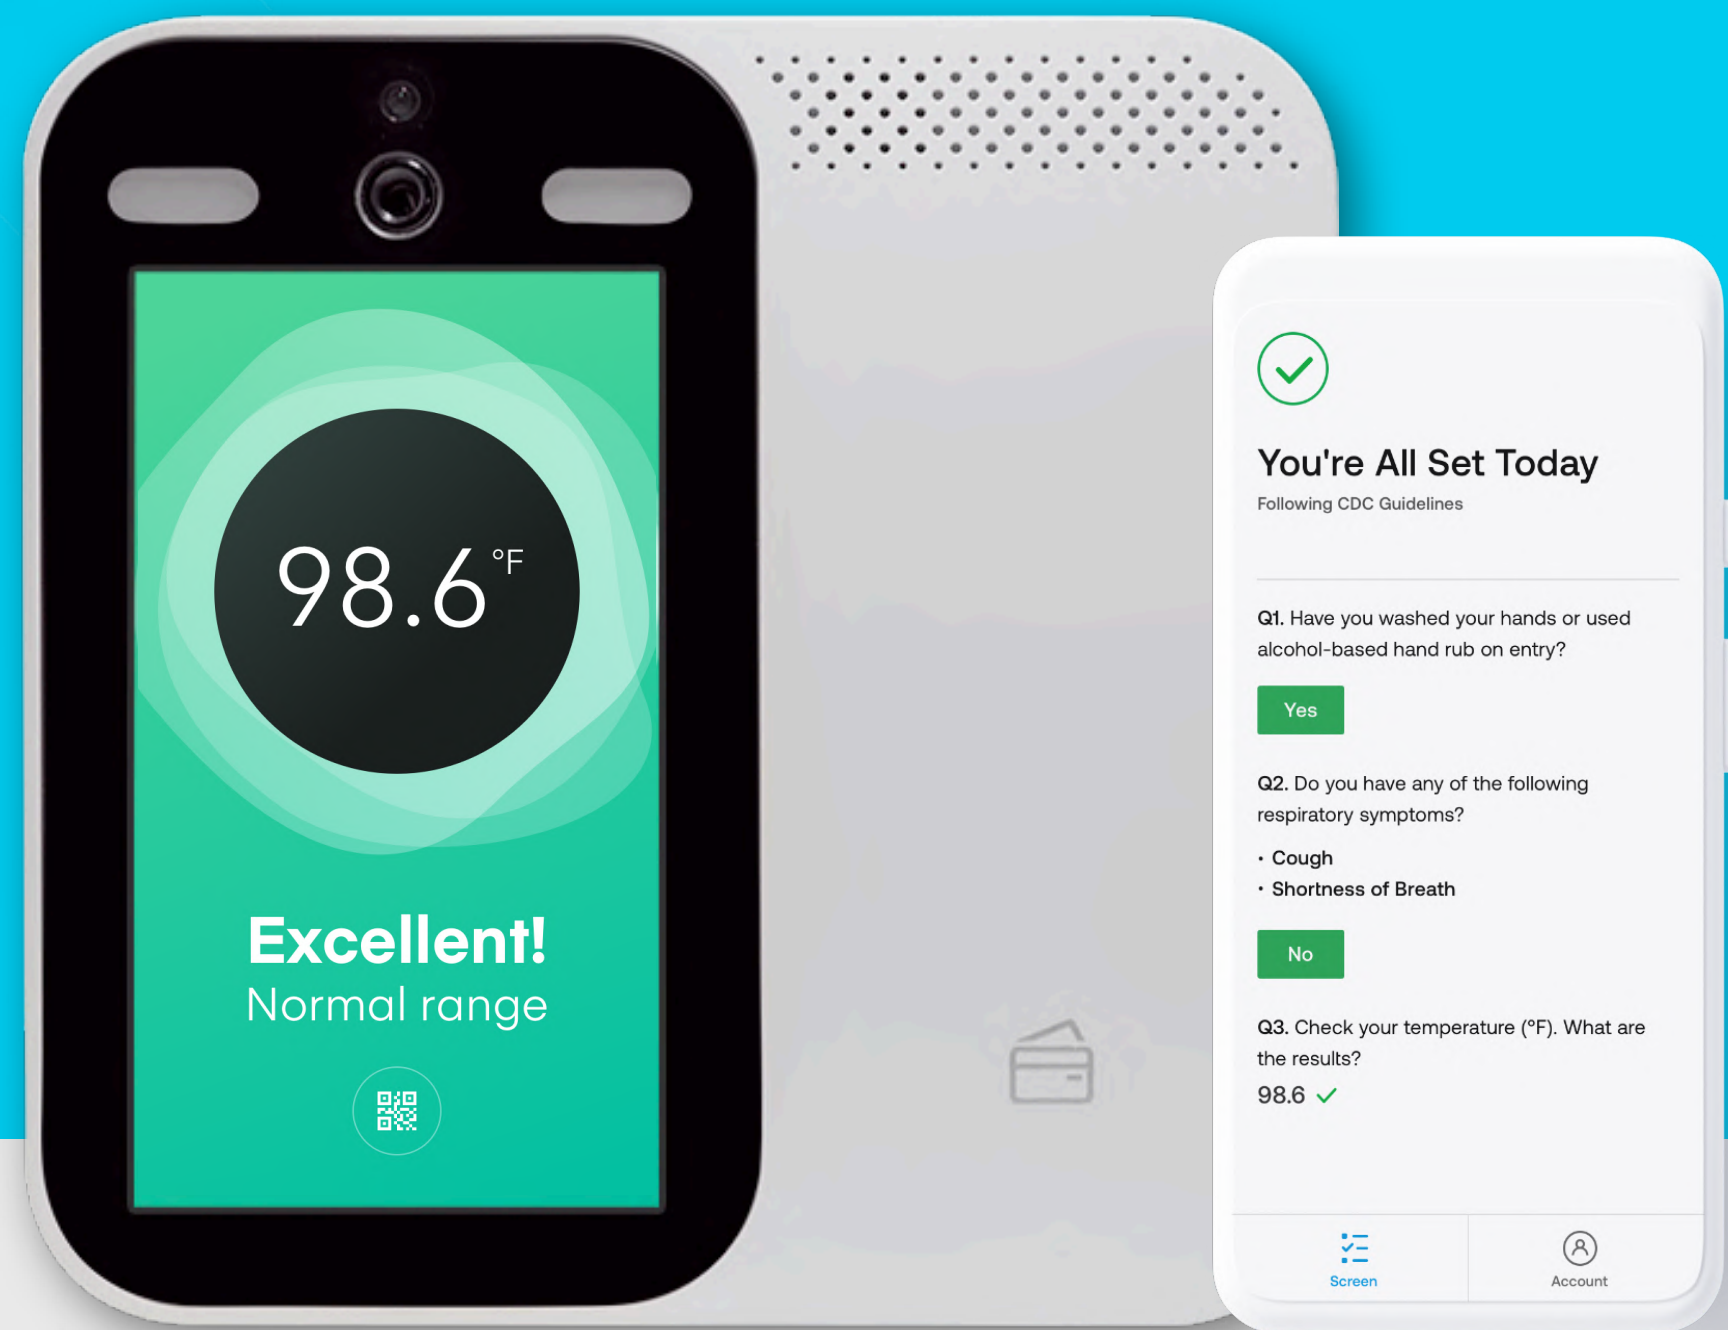 98.6 °F
Excellent!
Normal range
You're All Set Today
Following CDC Guidelines
Q1. Have you washed your hands or used
alcohol-based hand rub on entry?
Yes
Q2. Do you have any of the following
respiratory symptoms?
• Cough
• Shortness of Breath
No
Q3. Check your temperature (°F). What are
the results?
98.6
Screen
Account